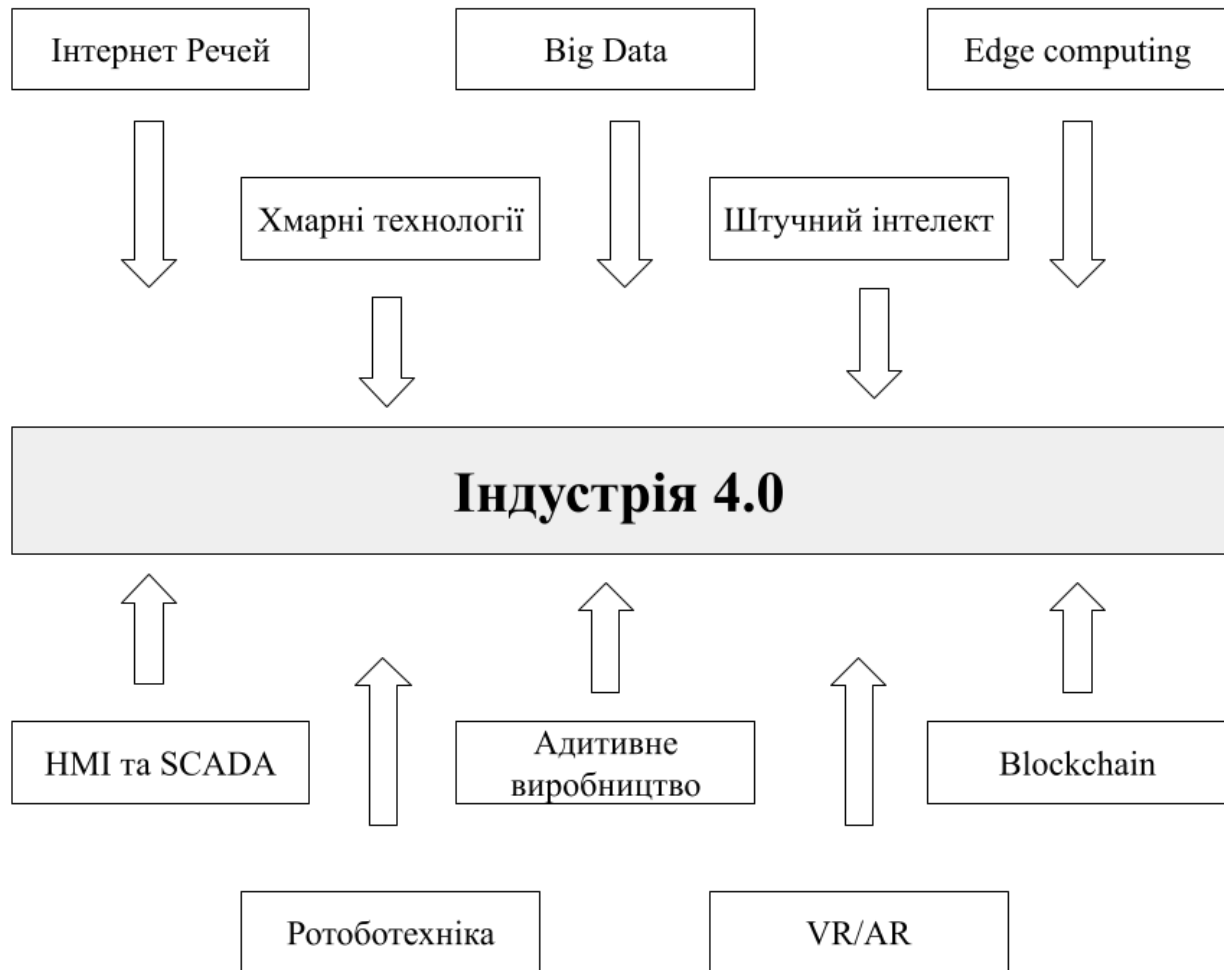 Інтернет Речей
Big Data
Edge computing
Хмарні технології
Штучний інтелект
Індустрія 4.0
HMI та SCADA
Адитивне
виробництво
Blockchain
Ротоботехніка
VR/AR